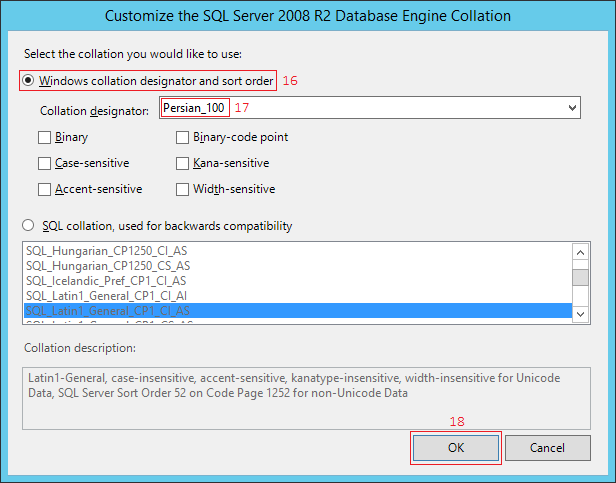 Customize the SQL Server 2008 R2 Database Engine Collation
Select the collation you would like to use:
Windows collation designator and sort order 16
Collation designator: Persian_100 17
Binary Binary-code point
Case-sensitive Kana-sensitive
Accent-sensitive Width-sensitive
SQL collation, used for backwards compatibility
SQL_Hungarian_CP1250_CI_AS
SQL_Hungarian_CP1250_CS_AS
SQL_Icelandic_Pref_CP1_CI_AS
SQL_Latin1_General_CP1_CI_AI
SQL_Latin1_General_CP1_CI_AS
Collation description:
Latin1-General, case-insensitive, accent-sensitive, kanatype-insensitive, width-insensitive for Unicode
Data, SQL Server Sort Order 52 on Code Page 1252 for non-Unicode Data
18
OK Cancel